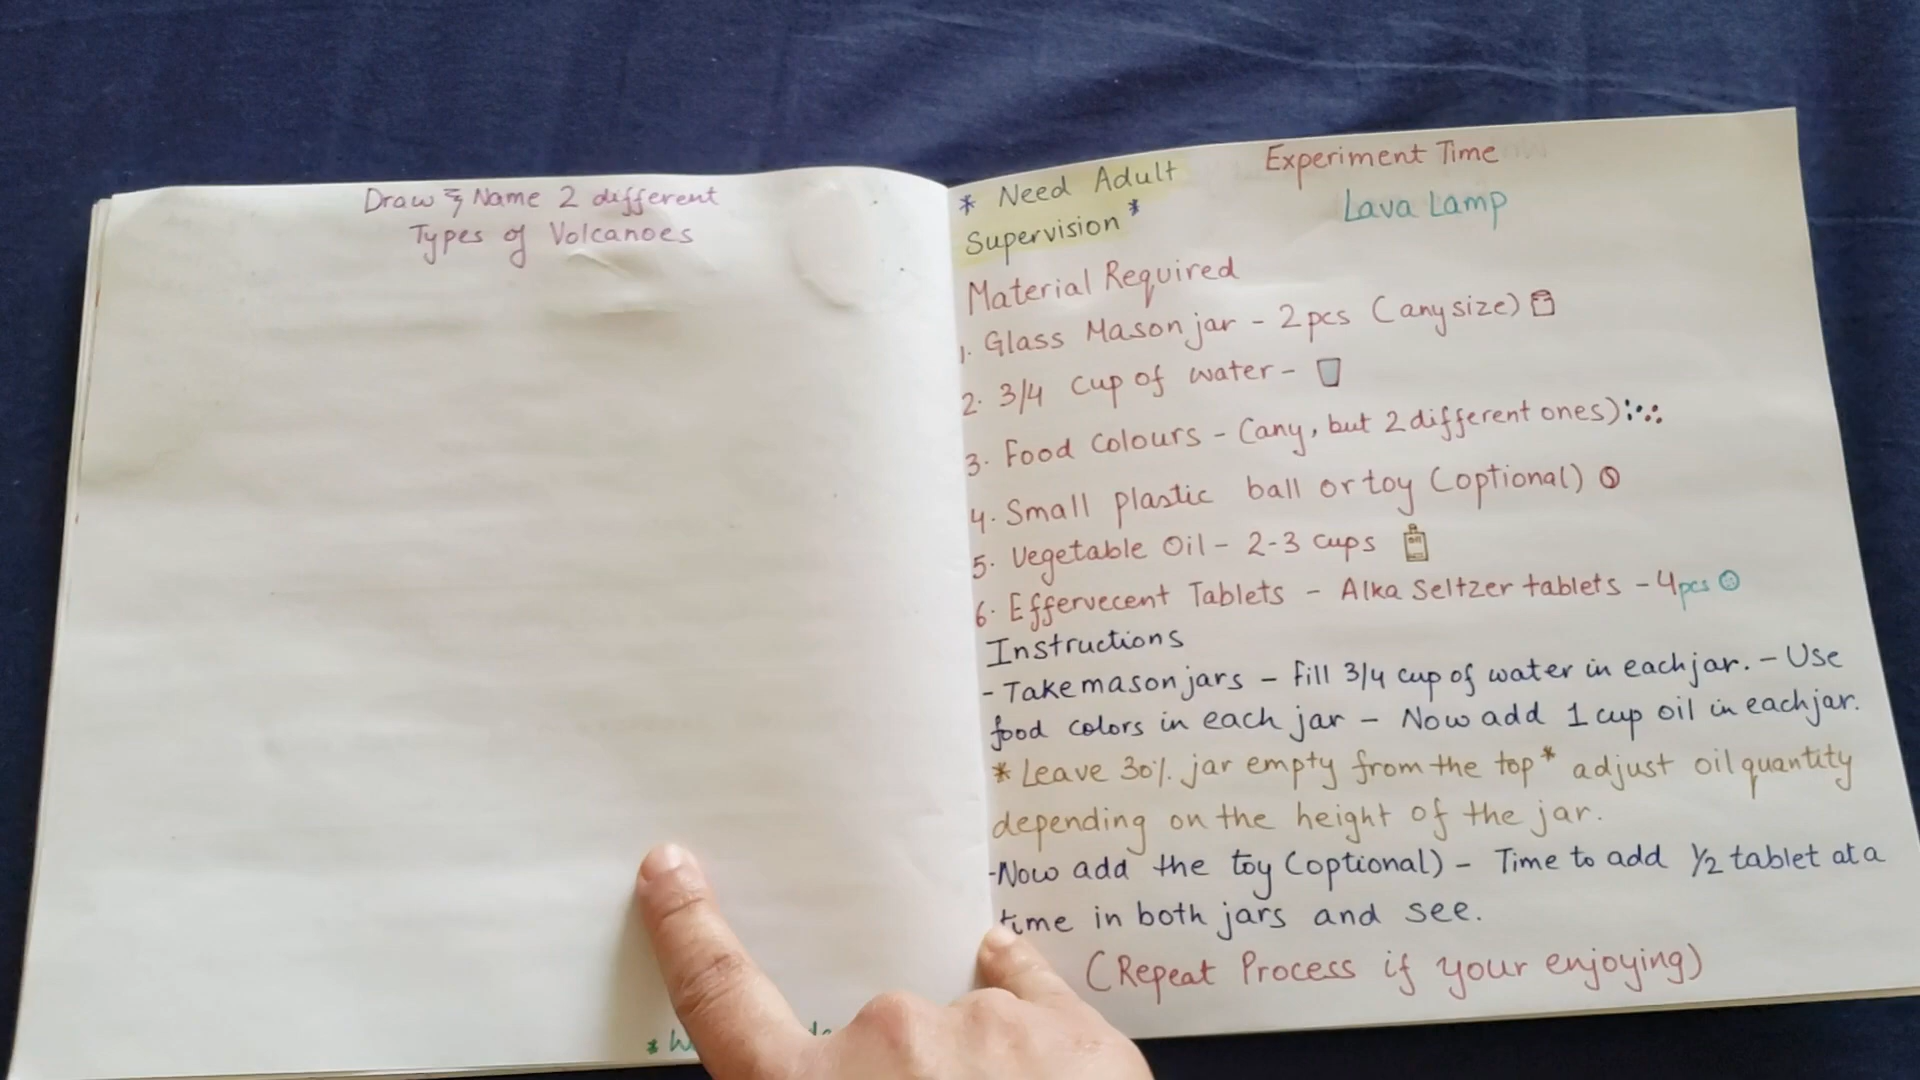 Draw & Name 2 different
Types of Volcanoes
* Need Adult
Supervision *
Experiment Time
Lava Lamp
Material Required
1. Glass Mason jar - 2 pcs (any size)
2. 3/4 Cup of water -
3. Food Colours - (any, but 2 different ones)
4. Small plastic ball or toy (optional)
5. Vegetable Oil - 2-3 cups
6. Effervecent Tablets - Alka Seltzer tablets - 4pcs
Instructions
- Take mason jars - fill 3/4 cup of water in each jar. - Use
food colors in each jar - Now add 1 cup oil in each jar.
* Leave 30% jar empty from the top * adjust oil quantity
depending on the height of the jar.
- Now add the toy (optional) - Time to add 1/2 tablet at a
time in both jars and see.
(Repeat Process if your enjoying)